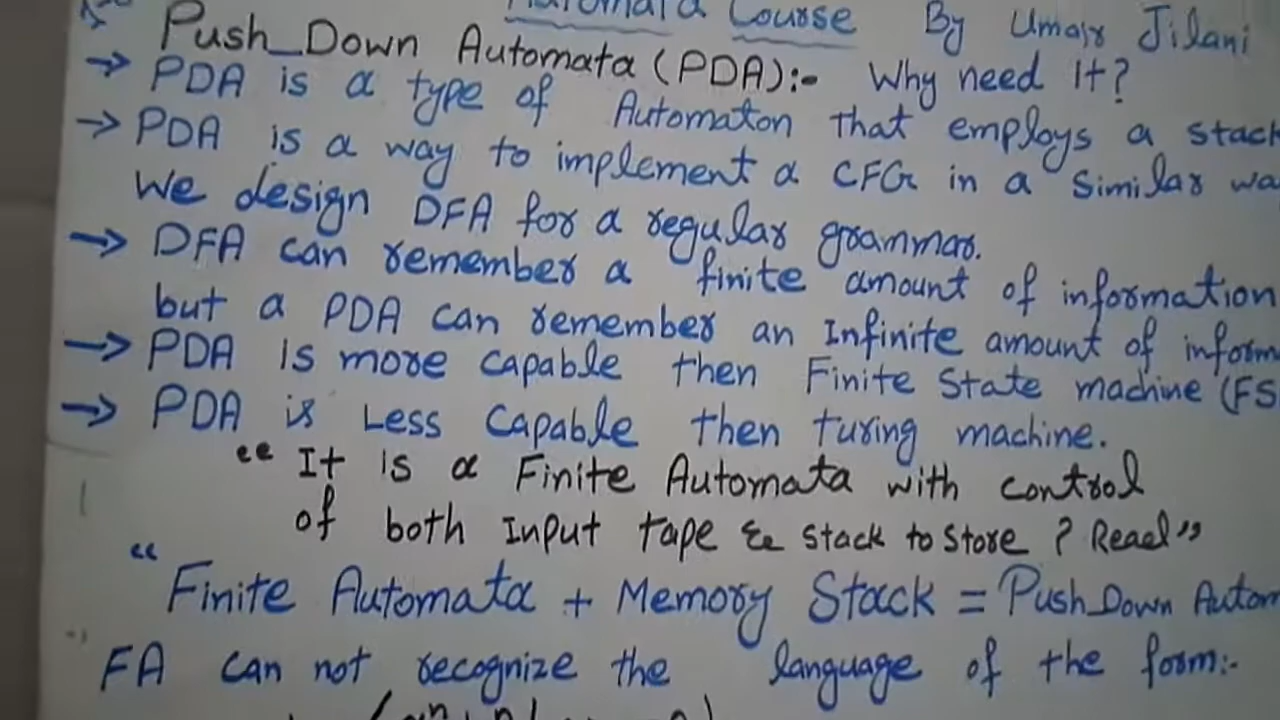 Automata Course By Umair Jilani
Push_Down Automata (PDA):- Why need It?
→ PDA is a type of Automaton that employs a stack
→ PDA is a way to implement a CFG in a similar wa
We design DFA for a regular grammar.
→ DFA can remember a finite amount of information
but a PDA can remember an Infinite amount of inform
→ PDA is more capable then Finite State machine (FS
→ PDA is Less Capable then turing machine.
“ It is a Finite Automata with control
of both Input tape & stack to store ? Read ”
“ Finite Automata + Memory Stack = Push_Down Autom
FA can not recognize the language of the form:-